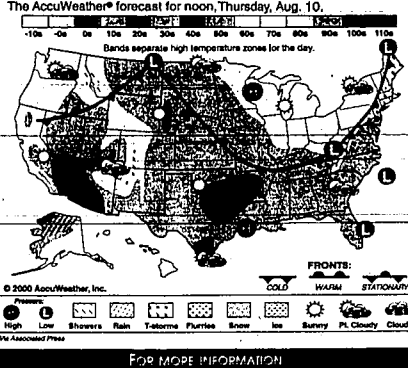 The AccuWeather® forecast for noon, Thursday, Aug. 10.
-10s -0s 0s 10s 20s 30s 40s 50s 60s 70s 80s 90s 100s 110s
Bands separate high temperature zones for the day.
L
L
L
L
L
FRONTS:
COLD WARM STATIONARY
© 2000 AccuWeather, Inc.
Pressure:
H L
High Low Showers Rain T-storms Flurries Snow Ice Sunny Pt. Cloudy Cloudy
Via Associated Press
FOR MORE INFORMATION